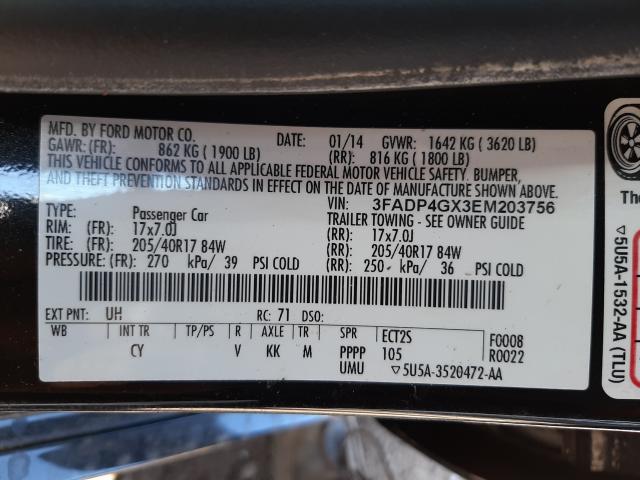 MFD. BY FORD MOTOR CO. DATE: 01/14 GVWR: 1642 KG ( 3620 LB)
GAWR: (FR): 862 KG ( 1900 LB) (RR): 816 KG ( 1800 LB)
THIS VEHICLE CONFORMS TO ALL APPLICABLE FEDERAL MOTOR VEHICLE SAFETY. BUMPER,
AND THEFT PREVENTION STANDARDS IN EFFECT ON THE DATE OF MANUFACTURE SHOWN ABOVE.
VIN: 3FADP4GX3EM203756
TYPE: Passenger Car TRAILER TOWING - SEE OWNER GUIDE
RIM: (FR) 17x7.0J (RR): 17x7.0J
TIRE: (FR): 205/40R17 84W (RR): 205/40R17 84W
PRESSURE: (FR) 270 kPa/ 39 PSI COLD (RR): 250 kPa/ 36 PSI COLD
EXT PNT: UH RC: 71 DSO:
WB INT TR TP/PS R AXLE TR SPR ECT2S F0008
CY V KK M PPPP 105 R0022
UMU ▽5U5A-3520472-AA
The
▽5U5A-1532-AA (TLU)